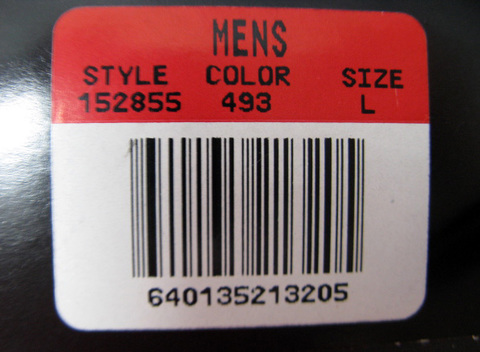 MENS
STYLE COLOR SIZE
152855 493 L
640135213205